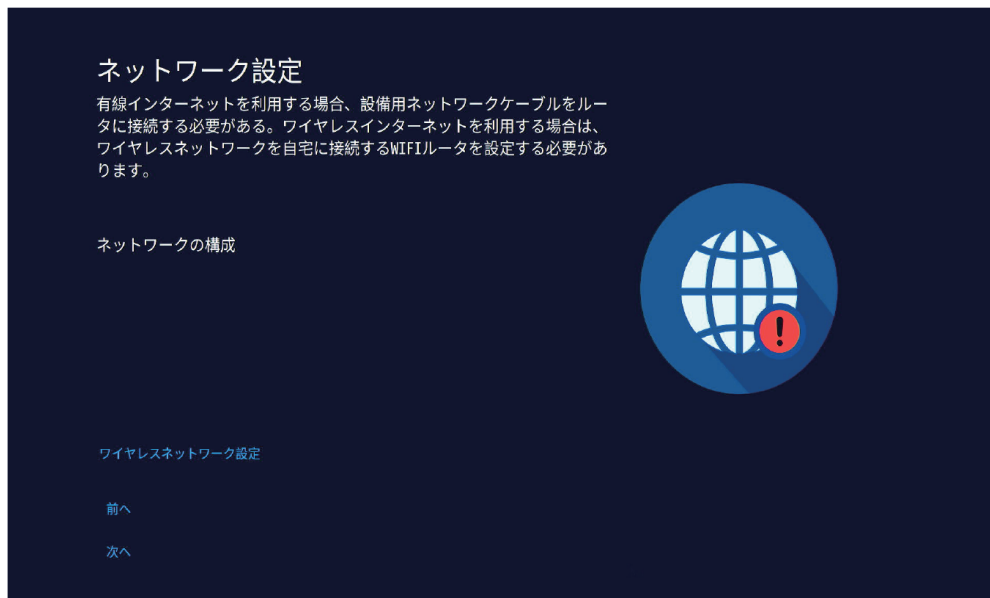 ネットワーク設定
有線インターネットを利用する場合、設備用ネットワークケーブルをルー
タに接続する必要がある。ワイヤレスインターネットを利用する場合は、
ワイヤレスネットワークを自宅に接続するWIFIルータを設定する必要があ
ります。
ネットワークの構成
ワイヤレスネットワーク設定
前へ
次へ